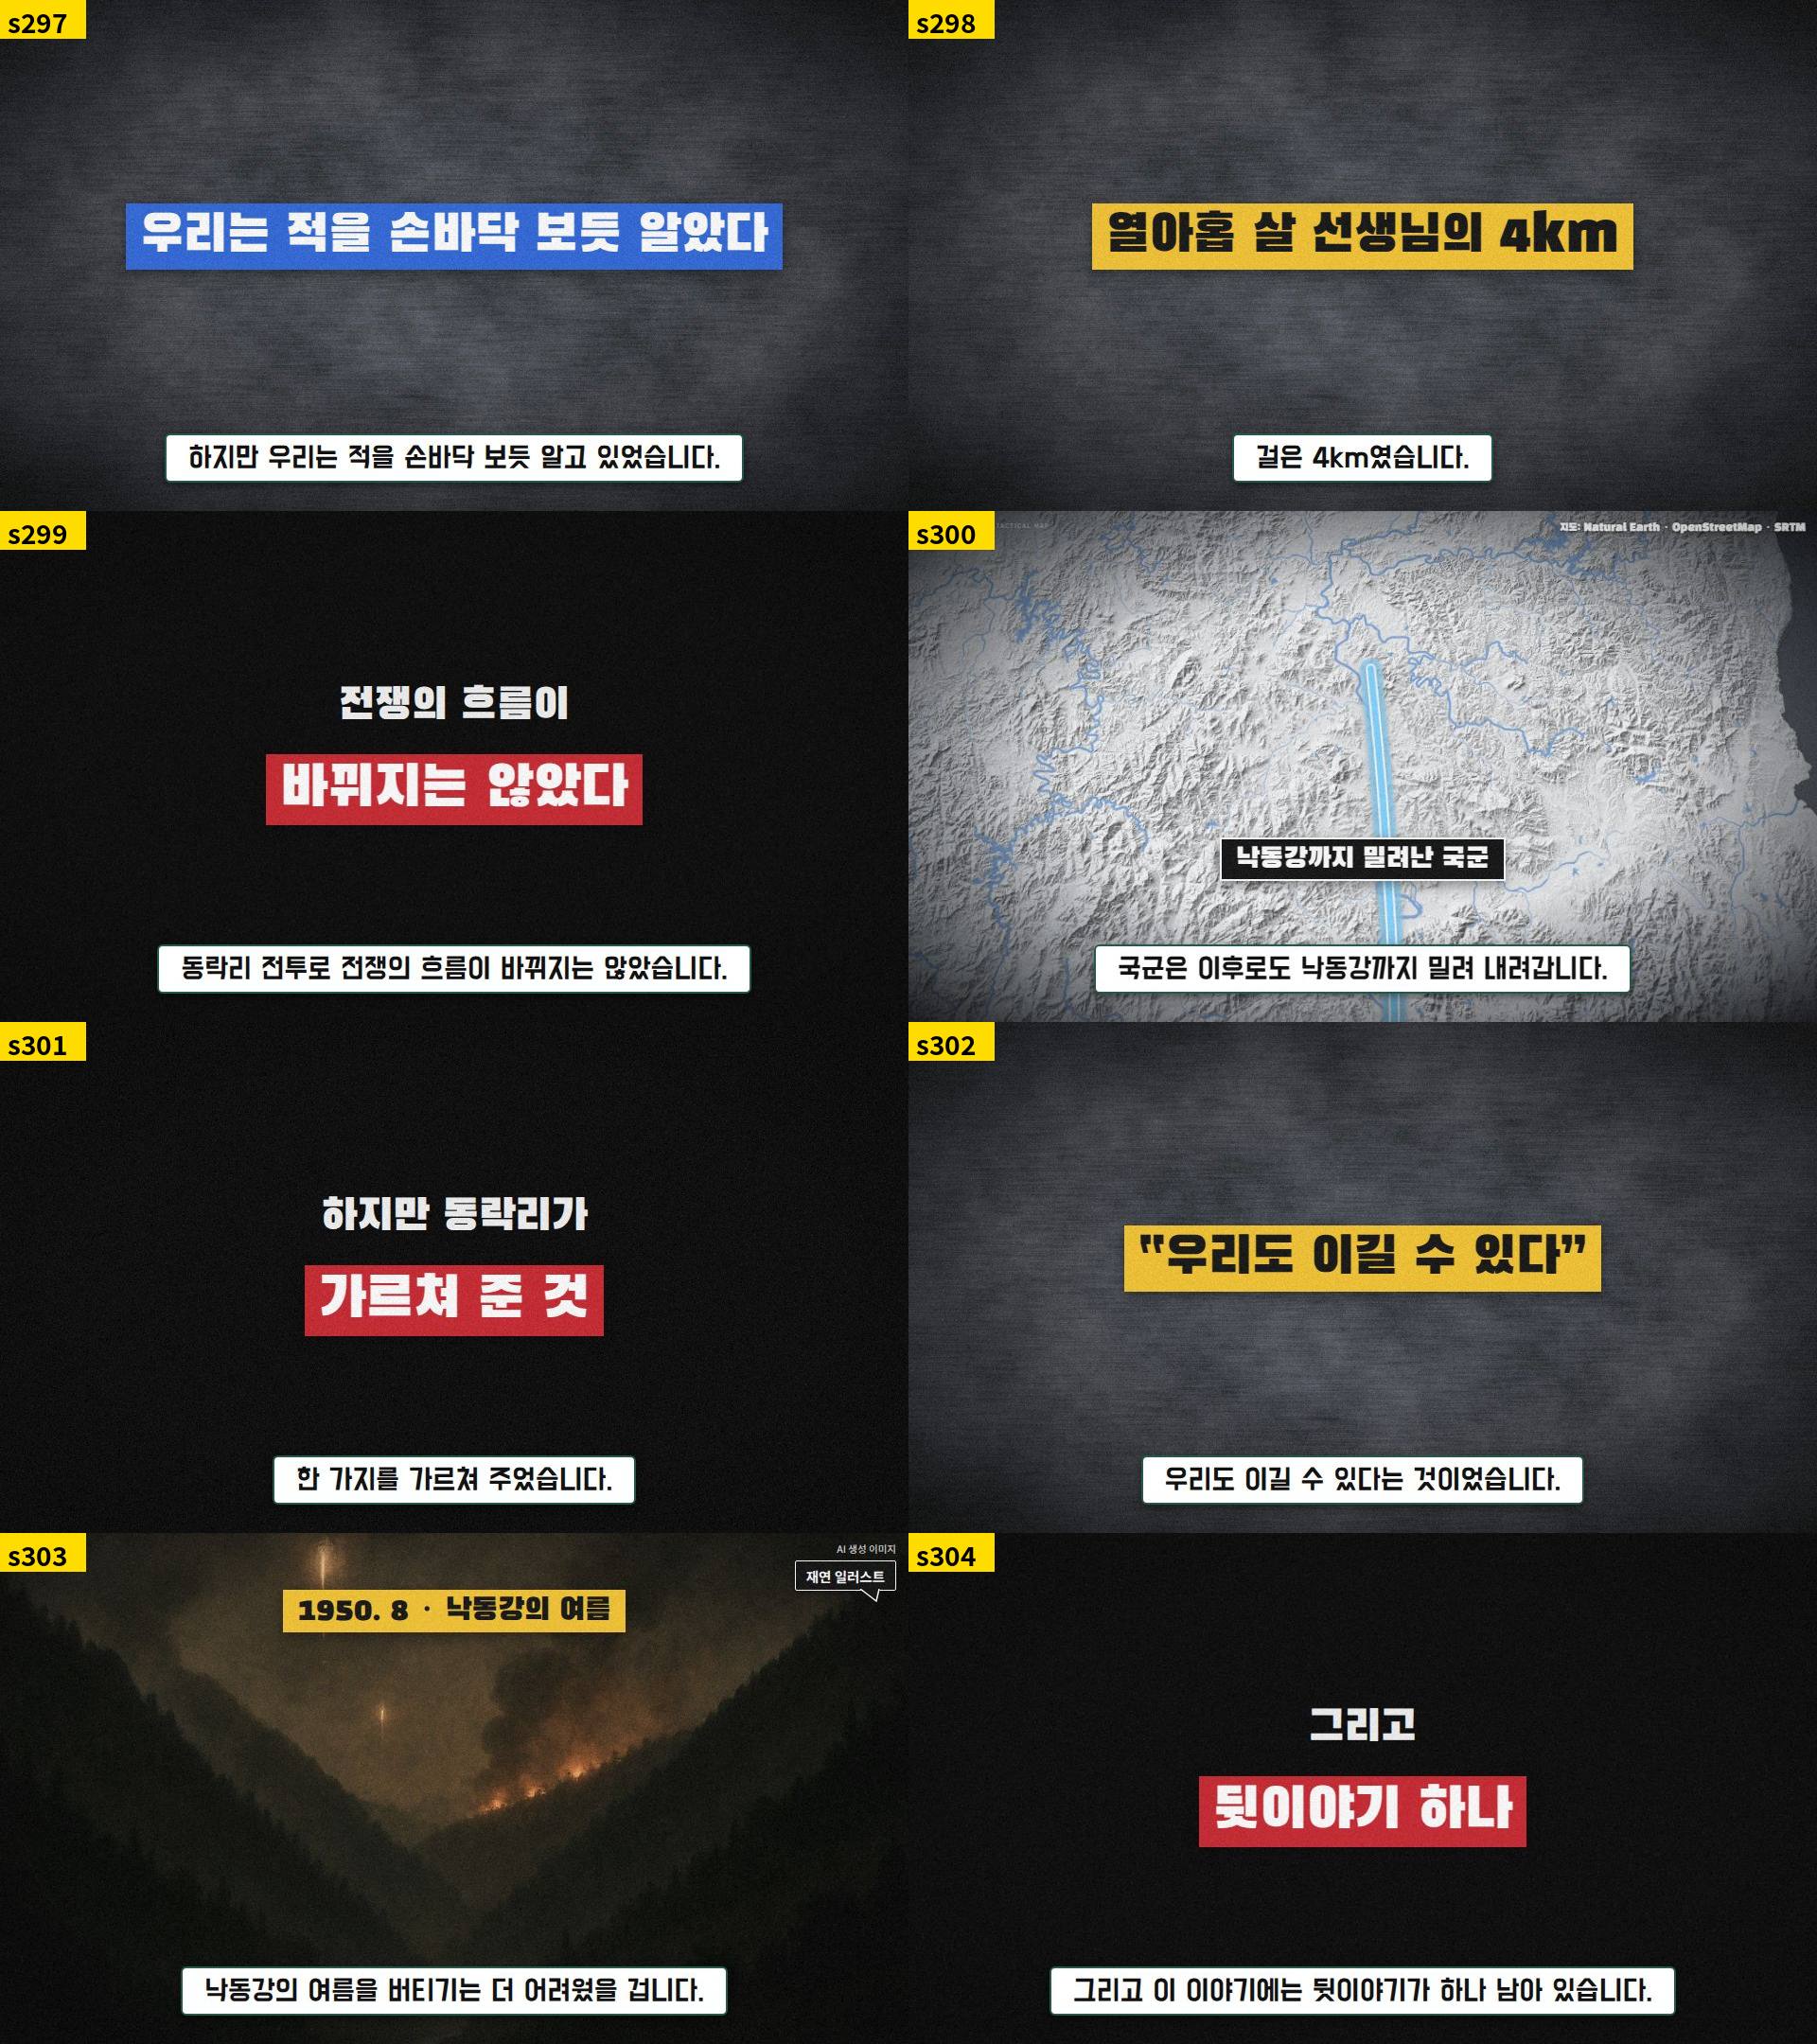 s297
우리는 적을 손바닥 보듯 알았다
하지만 우리는 적을 손바닥 보듯 알고 있었습니다.
s298
열아홉 살 선생님의 4km
걸은 4km였습니다.
s299
전쟁의 흐름이
바뀌지는 않았다
동락리 전투로 전쟁의 흐름이 바뀌지는 않았습니다.
s300
TACTICAL MAP
지도: Natural Earth · OpenStreetMap · SRTM
낙동강까지 밀려난 국군
국군은 이후로도 낙동강까지 밀려 내려갑니다.
s301
하지만 동락리가
가르쳐 준 것
한 가지를 가르쳐 주었습니다.
s302
"우리도 이길 수 있다"
우리도 이길 수 있다는 것이었습니다.
s303
AI 생성 이미지
재연 일러스트
1950. 8 · 낙동강의 여름
낙동강의 여름을 버티기는 더 어려웠을 겁니다.
s304
그리고
뒷이야기 하나
그리고 이 이야기에는 뒷이야기가 하나 남아 있습니다.